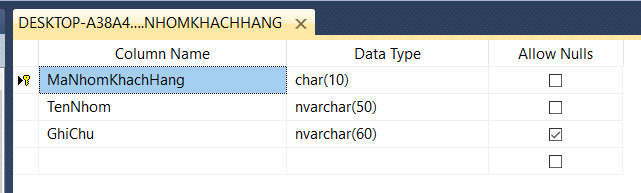 DESKTOP-A38A4....NHOMKHACHHANG
Column Name Data Type Allow Nulls
MaNhomKhachHang char(10)
TenNhom nvarchar(50)
GhiChu nvarchar(60)